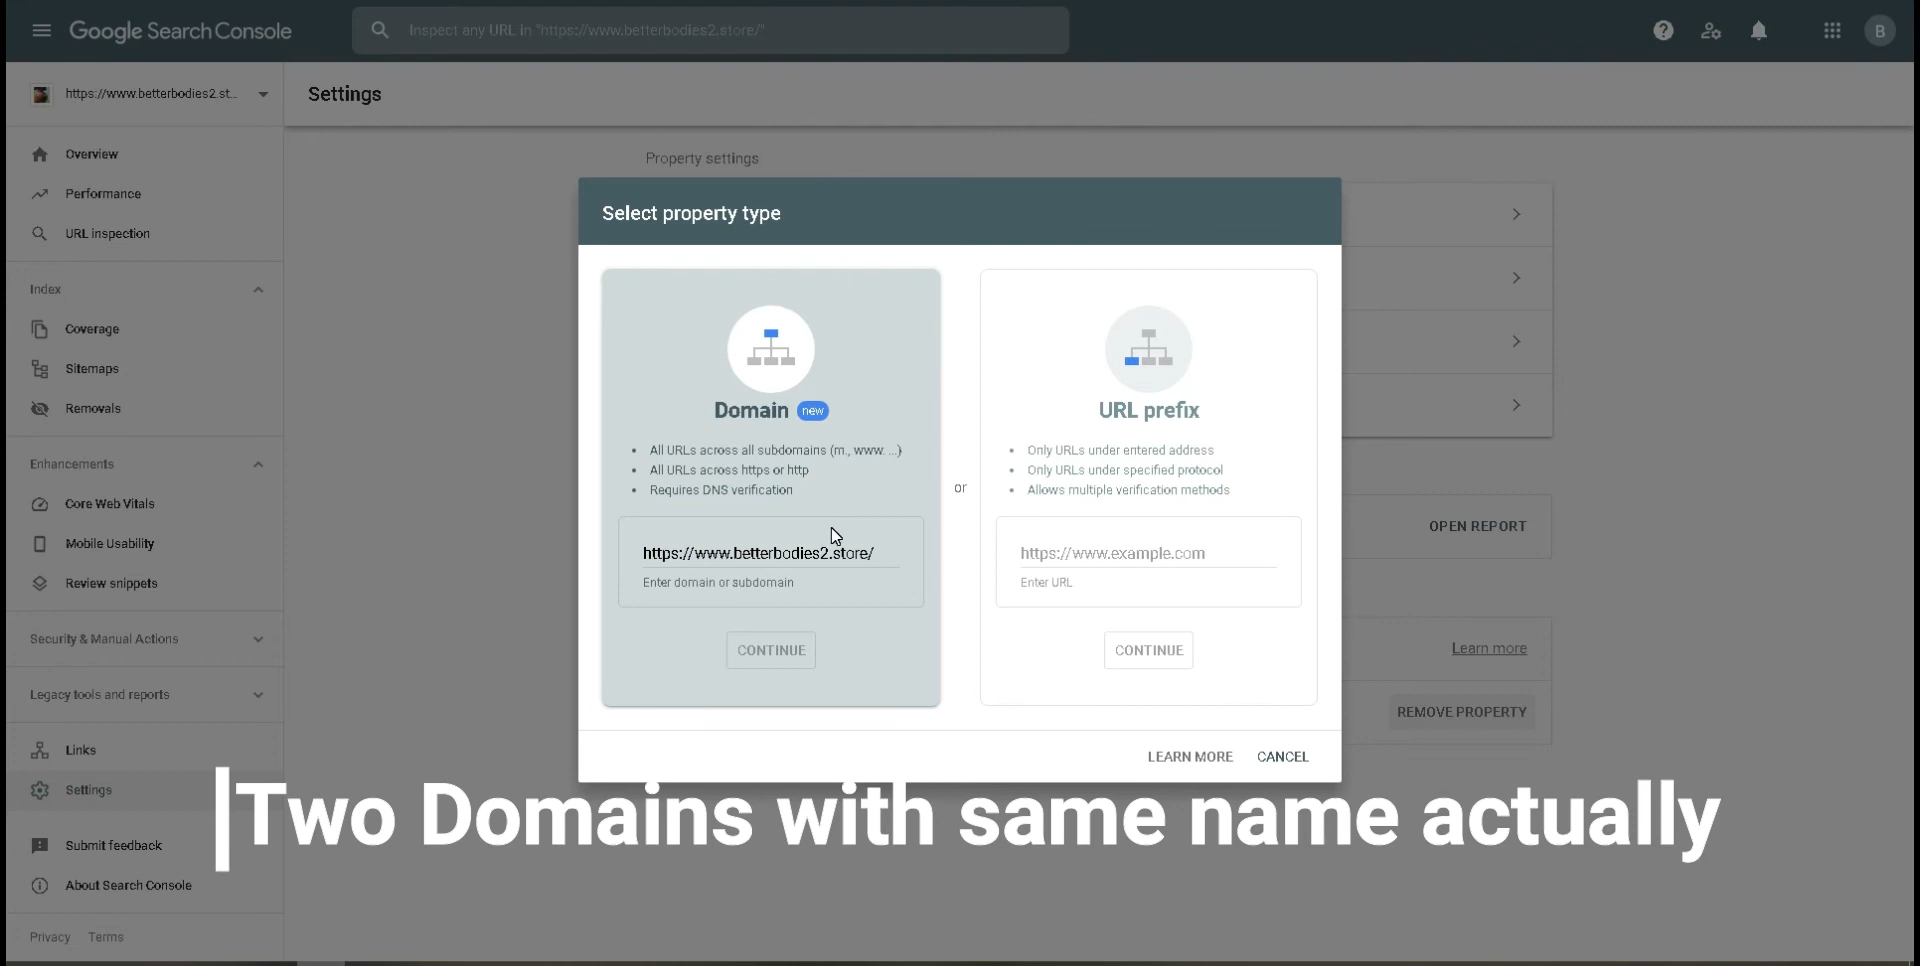 Google Search Console
Inspect any URL in "https://www.betterbodies2.store/"
B
https://www.betterbodies2.st...
Settings
Overview
Performance
URL inspection
Index
Coverage
Sitemaps
Removals
Enhancements
Core Web Vitals
Mobile Usability
Review snippets
Security & Manual Actions
Legacy tools and reports
Links
Settings
Submit feedback
About Search Console
Privacy Terms
Property settings
Select property type
Domain new
All URLs across all subdomains (m., www. ...)
All URLs across https or http
Requires DNS verification
https://www.betterbodies2.store/
Enter domain or subdomain
CONTINUE
or
URL prefix
Only URLs under entered address
Only URLs under specified protocol
Allows multiple verification methods
https://www.example.com
Enter URL
CONTINUE
LEARN MORE CANCEL
OPEN REPORT
Learn more
REMOVE PROPERTY
Two Domains with same name actually